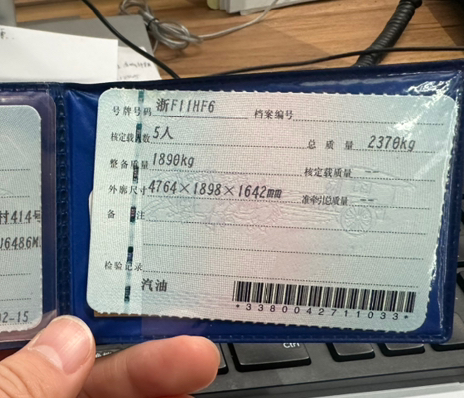 号牌号码 浙F11HF6 档案编号
核定载人数 5人 总质量 2370kg
整备质量 1890kg 核定载质量 --
外廓尺寸 4764×1898×1642mm 准牵引总质量 --
备注
检验记录
汽油
*3380042711033*
村414号
02-15
Ctrl